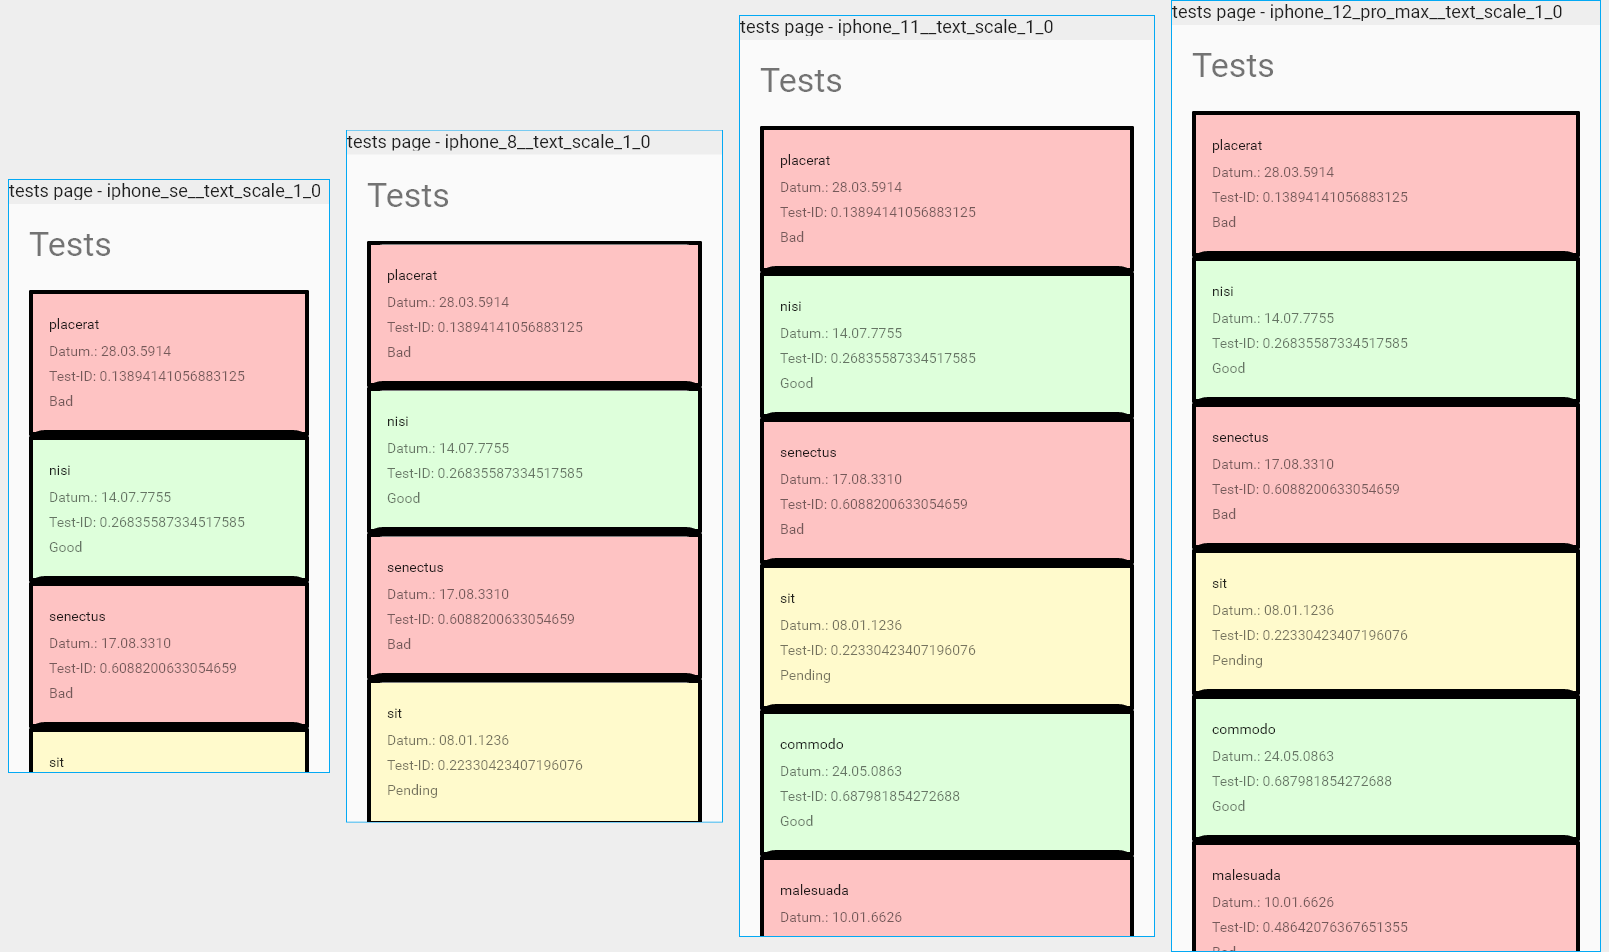 tests page - iphone_se__text_scale_1_0
Tests
placerat
Datum.: 28.03.5914
Test-ID: 0.13894141056883125
Bad
nisi
Datum.: 14.07.7755
Test-ID: 0.26835587334517585
Good
senectus
Datum.: 17.08.3310
Test-ID: 0.6088200633054659
Bad
sit
tests page - iphone_8__text_scale_1_0
Tests
placerat
Datum.: 28.03.5914
Test-ID: 0.13894141056883125
Bad
nisi
Datum.: 14.07.7755
Test-ID: 0.26835587334517585
Good
senectus
Datum.: 17.08.3310
Test-ID: 0.6088200633054659
Bad
sit
Datum.: 08.01.1236
Test-ID: 0.22330423407196076
Pending
tests page - iphone_11__text_scale_1_0
Tests
placerat
Datum.: 28.03.5914
Test-ID: 0.13894141056883125
Bad
nisi
Datum.: 14.07.7755
Test-ID: 0.26835587334517585
Good
senectus
Datum.: 17.08.3310
Test-ID: 0.6088200633054659
Bad
sit
Datum.: 08.01.1236
Test-ID: 0.22330423407196076
Pending
commodo
Datum.: 24.05.0863
Test-ID: 0.687981854272688
Good
malesuada
Datum.: 10.01.6626
tests page - iphone_12_pro_max__text_scale_1_0
Tests
placerat
Datum.: 28.03.5914
Test-ID: 0.13894141056883125
Bad
nisi
Datum.: 14.07.7755
Test-ID: 0.26835587334517585
Good
senectus
Datum.: 17.08.3310
Test-ID: 0.6088200633054659
Bad
sit
Datum.: 08.01.1236
Test-ID: 0.22330423407196076
Pending
commodo
Datum.: 24.05.0863
Test-ID: 0.687981854272688
Good
malesuada
Datum.: 10.01.6626
Test-ID: 0.48642076367651355